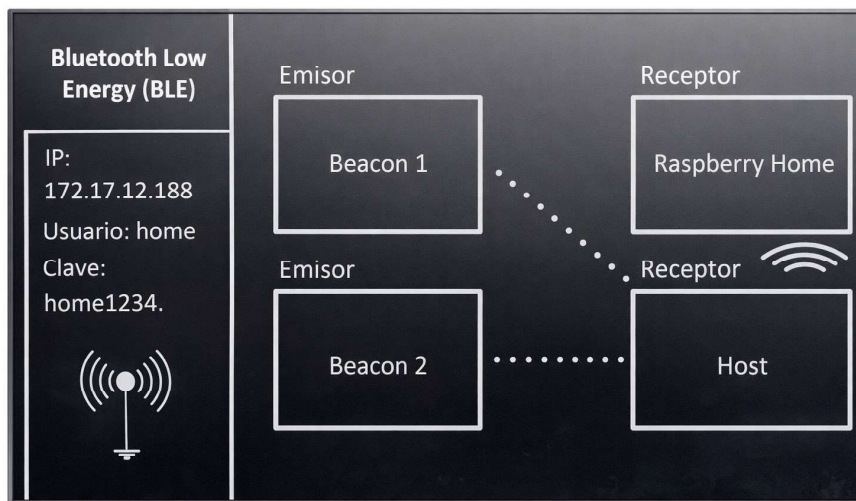 Bluetooth Low
Energy (BLE)
IP:
172.17.12.188
Usuario: home
Clave:
home1234.
Emisor
Beacon 1
Receptor
Raspberry Home
Emisor
Beacon 2
Receptor
Host